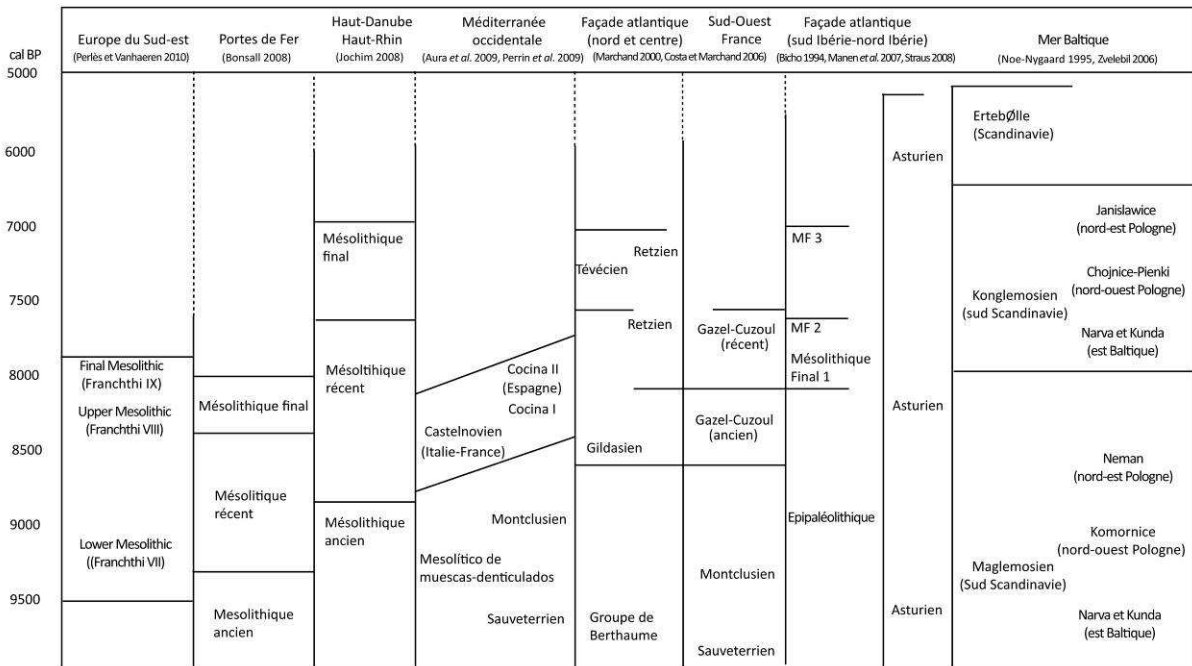 cal BP
5000
6000
7000
7500
8000
8500
9000
9500
Europe du Sud-est
(Perlès et Vanhaeren 2010)
Final Mesolithic
(Franchthi IX)
Upper Mesolithic
(Franchthi VIII)
Lower Mesolithic
((Franchthi VII)
Portes de Fer
(Bonsall 2008)
Mésolithique final
Mésolitique
récent
Mesolithique
ancien
Haut-Danube
Haut-Rhin
(Jochim 2008)
Mésolithique
final
Mésoltihique
récent
Mésolithique
ancien
Méditerranée
occidentale
(Aura et al. 2009, Perrin et al. 2009)
Cocina II
(Espagne)
Cocina I
Castelnovien
(Italie-France)
Montclusien
Mesolítico de
muescas-denticulados
Sauveterrien
Façade atlantique
(nord et centre)
(Marchand 2000, Costa et Marchand 2006)
Retzien
Tévécien
Retzien
Gildasien
Groupe de
Berthaume
Sud-Ouest
France
Gazel-Cuzoul
(récent)
Gazel-Cuzoul
(ancien)
Montclusien
Sauveterrien
Façade atlantique
(sud Ibérie-nord Ibérie)
(Bicho 1994, Manen et al. 2007, Straus 2008)
MF 3
MF 2
Mésolithique
Final 1
Epipaléolithique
Asturien
Asturien
Asturien
Mer Baltique
(Noe-Nygaard 1995, Zvelebil 2006)
ErtebØlle
(Scandinavie)
Janislawice
(nord-est Pologne)
Chojnice-Pienki
(nord-ouest Pologne)
Konglemosien
(sud Scandinavie)
Narva et Kunda
(est Baltique)
Neman
(nord-est Pologne)
Komornice
(nord-ouest Pologne)
Maglemosien
(Sud Scandinavie)
Narva et Kunda
(est Baltique)